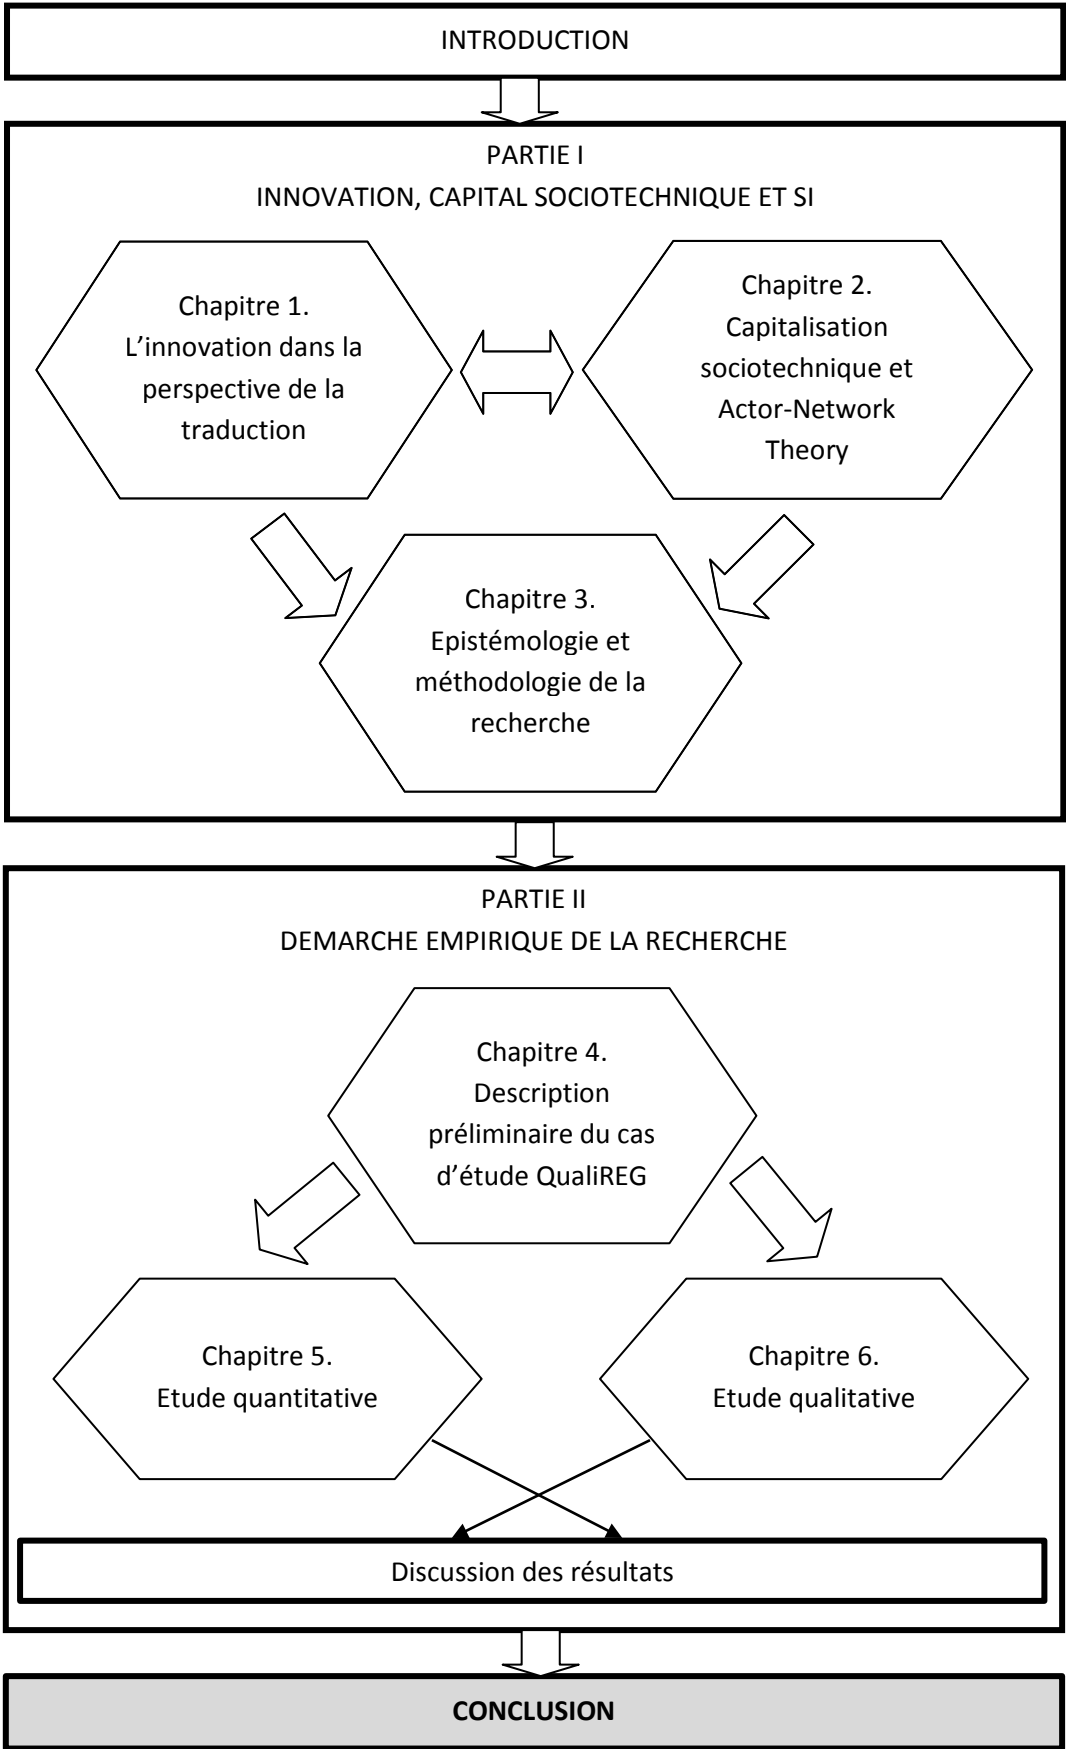 INTRODUCTION
PARTIE I
INNOVATION, CAPITAL SOCIOTECHNIQUE ET SI
Chapitre 1.
L’innovation dans la
perspective de la
traduction
Chapitre 2.
Capitalisation
sociotechnique et
Actor-Network
Theory
Chapitre 3.
Epistémologie et
méthodologie de la
recherche
PARTIE II
DEMARCHE EMPIRIQUE DE LA RECHERCHE
Chapitre 4.
Description
préliminaire du cas
d’étude QualiREG
Chapitre 5.
Etude quantitative
Chapitre 6.
Etude qualitative
Discussion des résultats
CONCLUSION